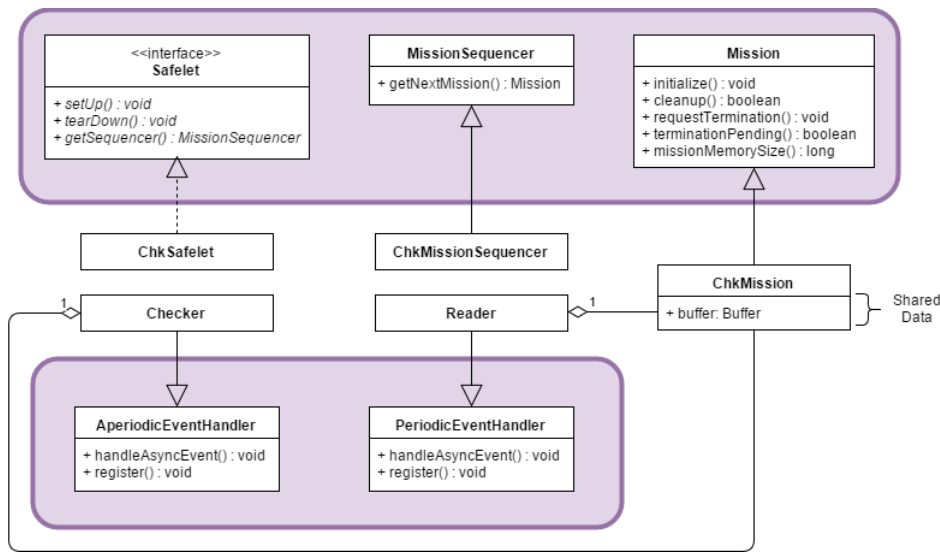 <<interface>>
Safelet
+ setUp() : void
+ tearDown() : void
+ getSequencer() : MissionSequencer
MissionSequencer
+ getNextMission() : Mission
Mission
+ initialize() : void
+ cleanup() : boolean
+ requestTermination() : void
+ terminationPending() : boolean
+ missionMemorySize() : long
ChkSafelet
ChkMissionSequencer
ChkMission
+ buffer: Buffer
Shared
Data
1
Checker
Reader
1
AperiodicEventHandler
+ handleAsyncEvent() : void
+ register() : void
PeriodicEventHandler
+ handleAsyncEvent() : void
+ register() : void